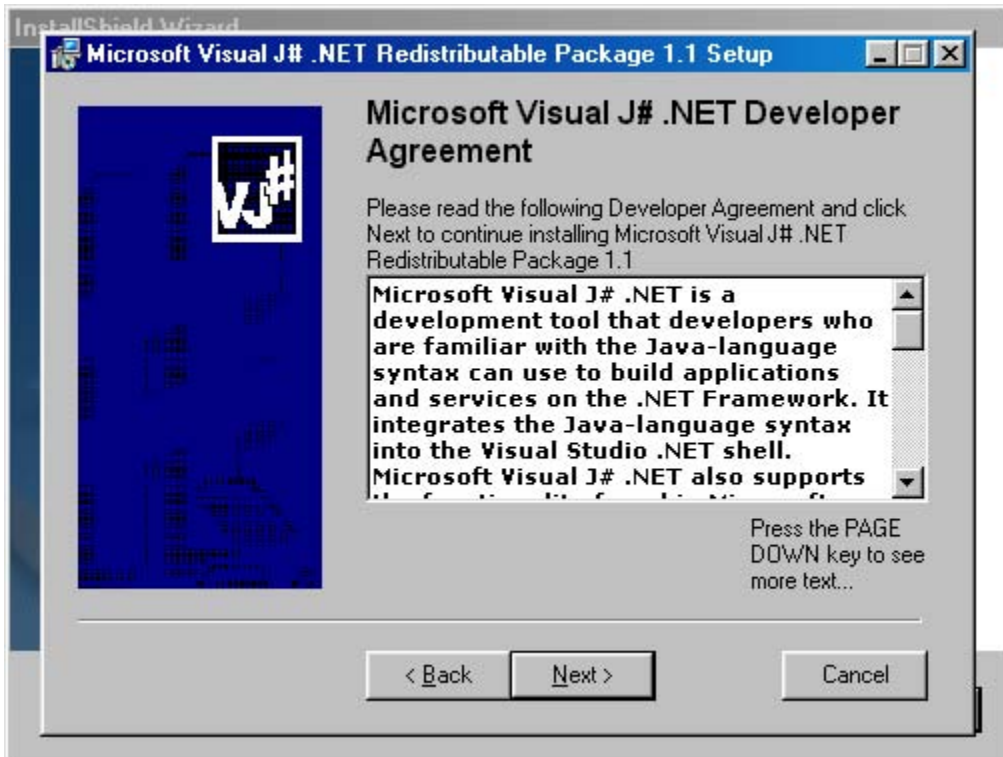 InstallShield Wizard
Microsoft Visual J# .NET Redistributable Package 1.1 Setup
VJ#
Microsoft Visual J# .NET Developer
Agreement
Please read the following Developer Agreement and click
Next to continue installing Microsoft Visual J# .NET
Redistributable Package 1.1
Microsoft Visual J# .NET is a
development tool that developers who
are familiar with the Java-language
syntax can use to build applications
and services on the .NET Framework. It
integrates the Java-language syntax
into the Visual Studio .NET shell.
Microsoft Visual J# .NET also supports
Press the PAGE
DOWN key to see
more text...
< Back
Next >
Cancel